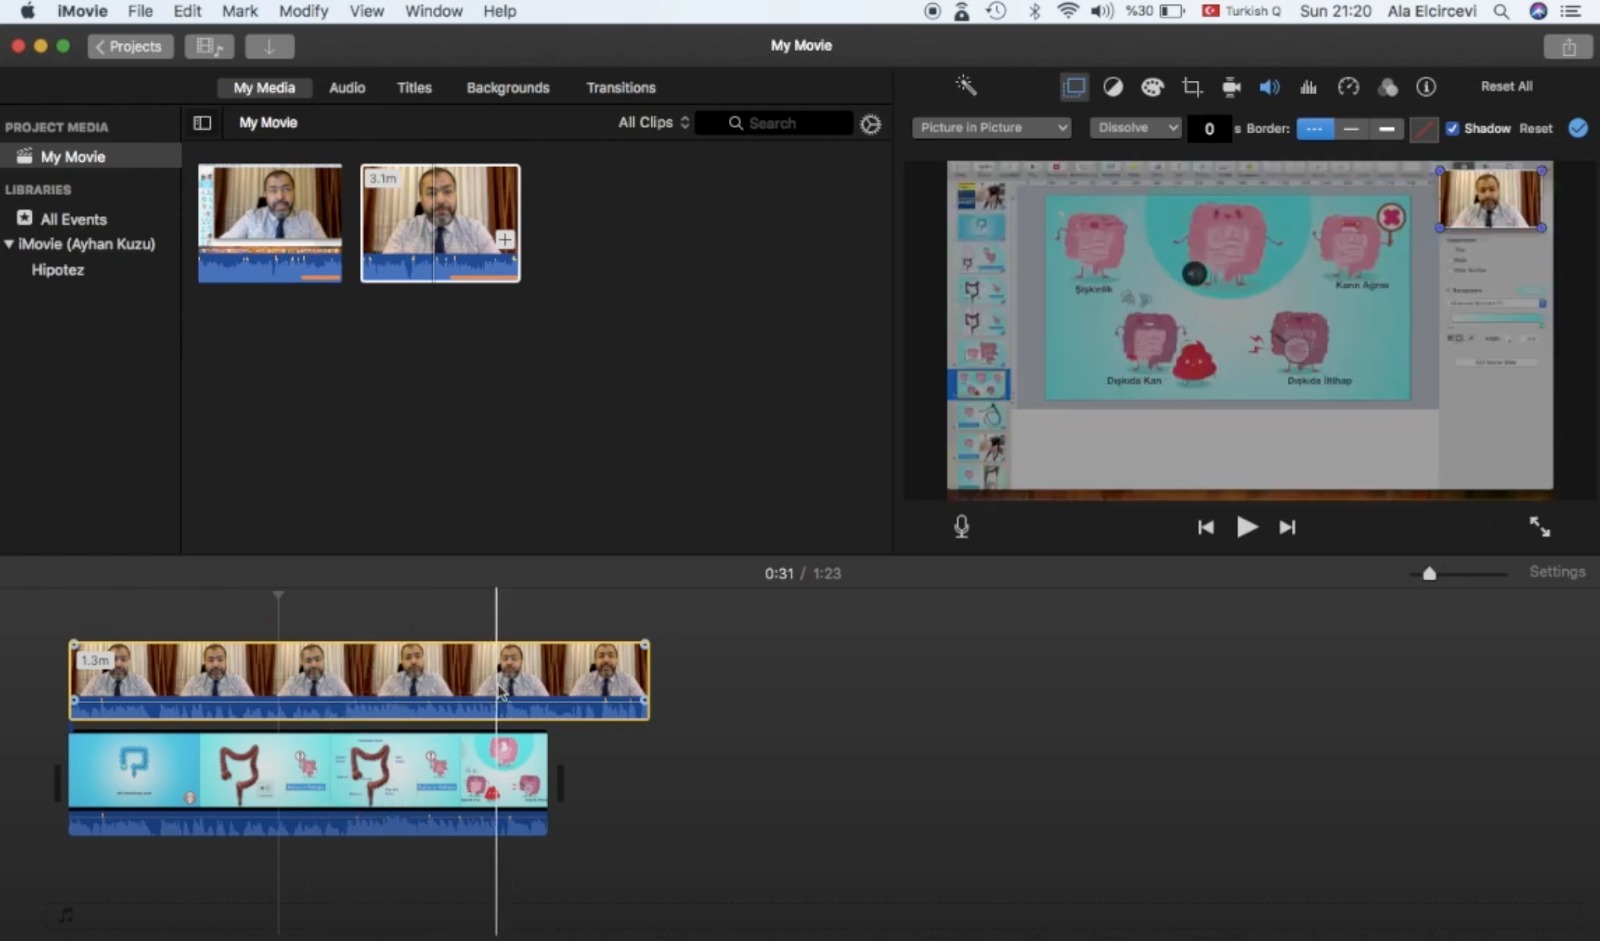 iMovie File Edit Mark Modify View Window Help %30 Turkish Q Sun 21:20 Ala Elcircevi
Projects My Movie
My Media Audio Titles Backgrounds Transitions Reset All
PROJECT MEDIA
My Movie
LIBRARIES
All Events
iMovie (Ayhan Kuzu)
Hipotez
My Movie All Clips Search
3.1m
Picture in Picture Dissolve 0 s Border: Shadow Reset
Şişkinlik
Karın Ağrısı
Dışkıda Kan
Dışkıda İltihap
0:31 / 1:23 Settings
1.3m